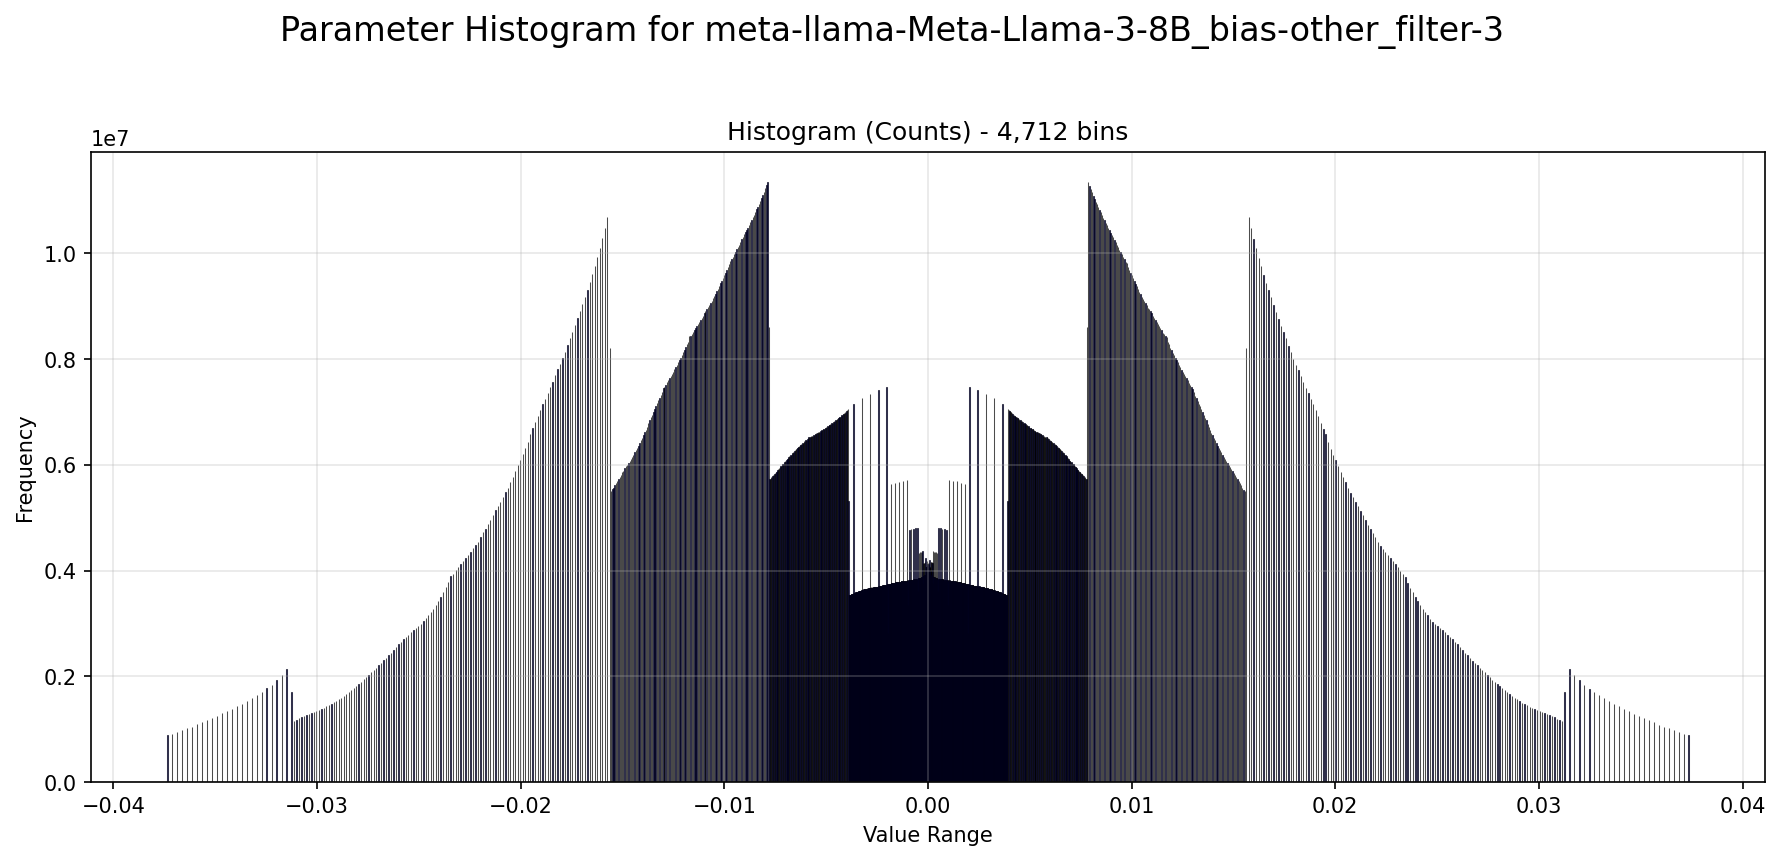 Parameter Histogram for meta-llama-Meta-Llama-3-8B_bias-other_filter-3
Histogram (Counts) - 4,712 bins
1e7
1.0
0.8
0.6
0.4
0.2
0.0
Frequency
−0.04 −0.03 −0.02 −0.01 0.00 0.01 0.02 0.03 0.04
Value Range